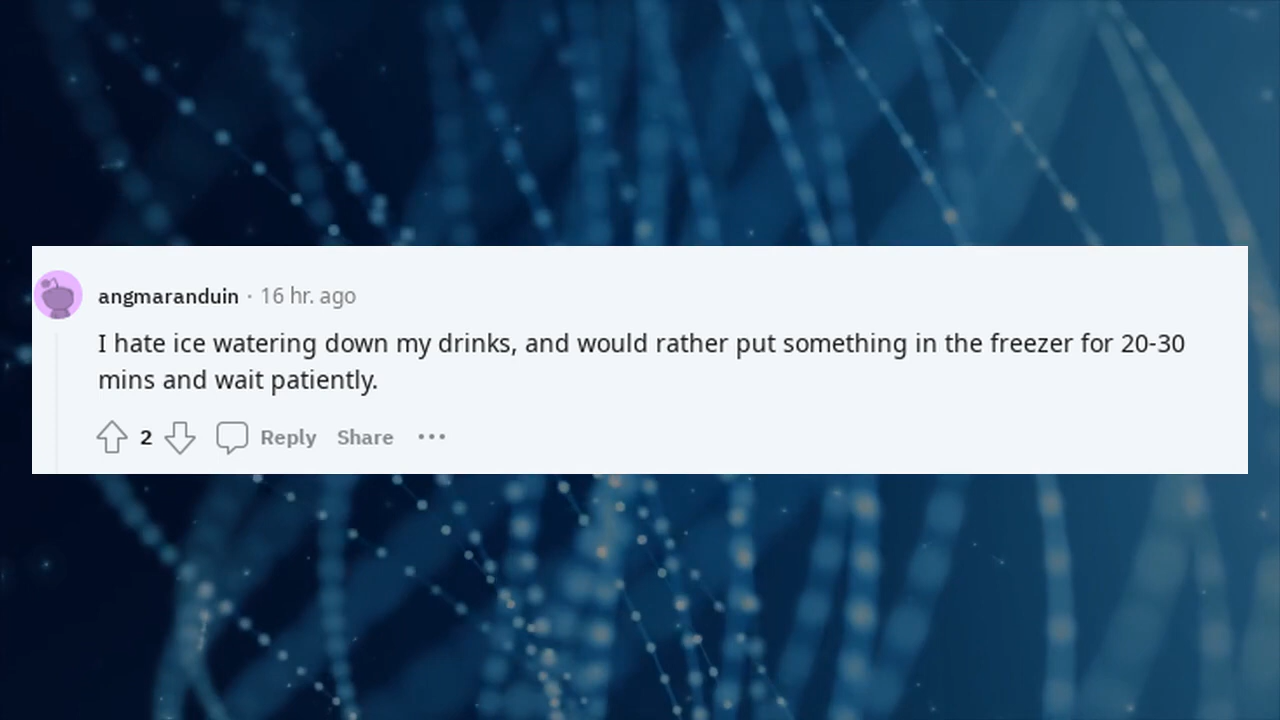 angmaranduin · 16 hr. ago
I hate ice watering down my drinks, and would rather put something in the freezer for 20-30
mins and wait patiently.
2 Reply Share ···